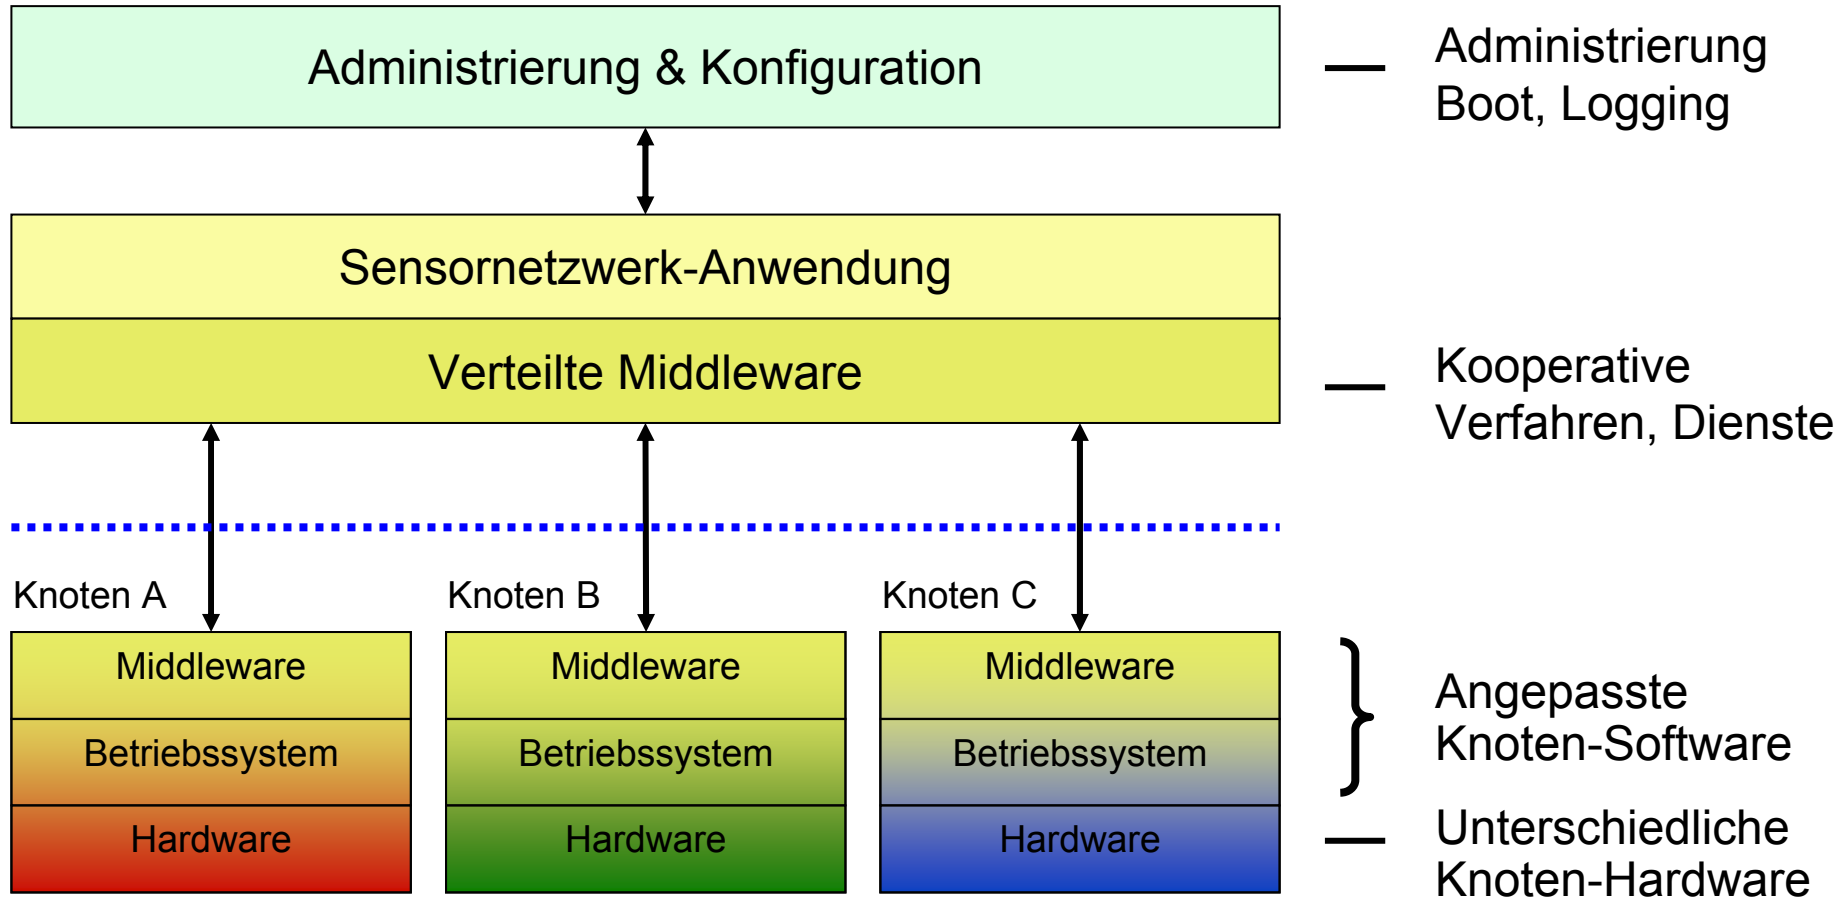 Administrierung & Konfiguration
Administrierung
Boot, Logging
Sensornetzwerk-Anwendung
Verteilte Middleware
Kooperative
Verfahren, Dienste
Knoten A
Knoten B
Knoten C
Middleware
Middleware
Middleware
Betriebssystem
Betriebssystem
Betriebssystem
Angepasste
Knoten-Software
Hardware
Hardware
Hardware
Unterschiedliche
Knoten-Hardware